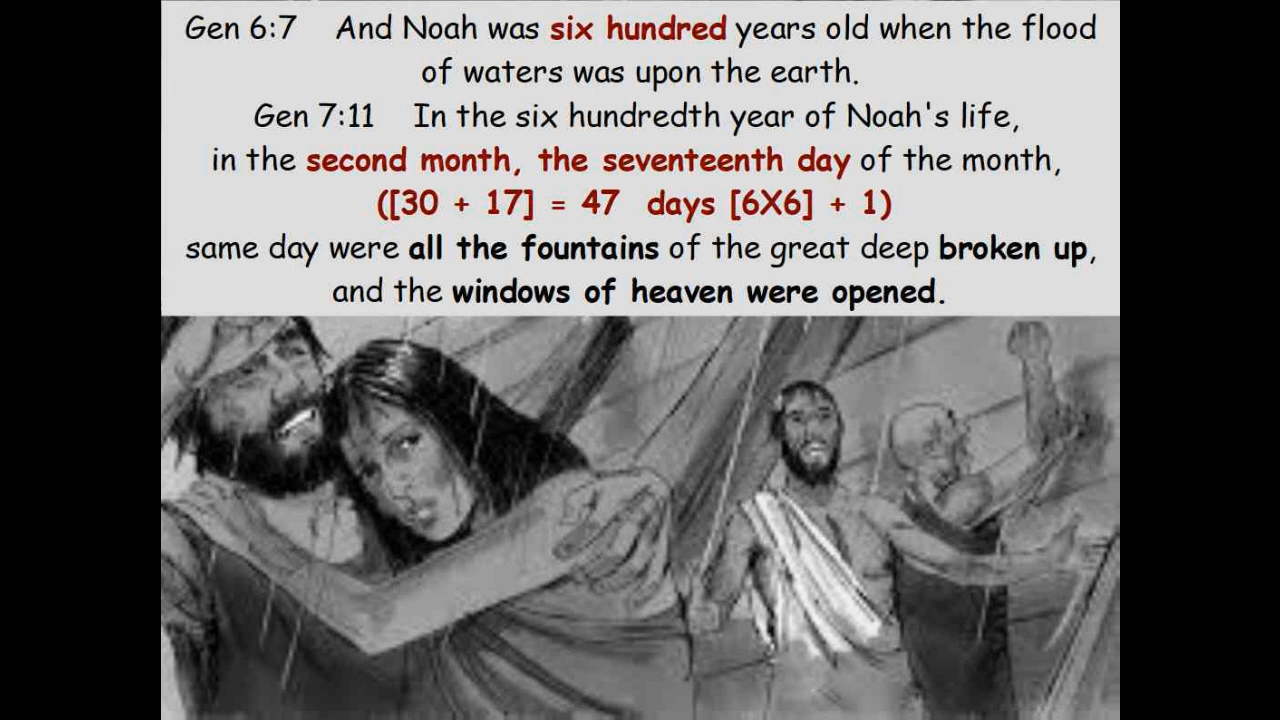 Gen 6:7 And Noah was six hundred years old when the flood
of waters was upon the earth.
Gen 7:11 In the six hundredth year of Noah's life,
in the second month, the seventeenth day of the month,
([30 + 17] = 47 days [6X6] + 1)
same day were all the fountains of the great deep broken up,
and the windows of heaven were opened.